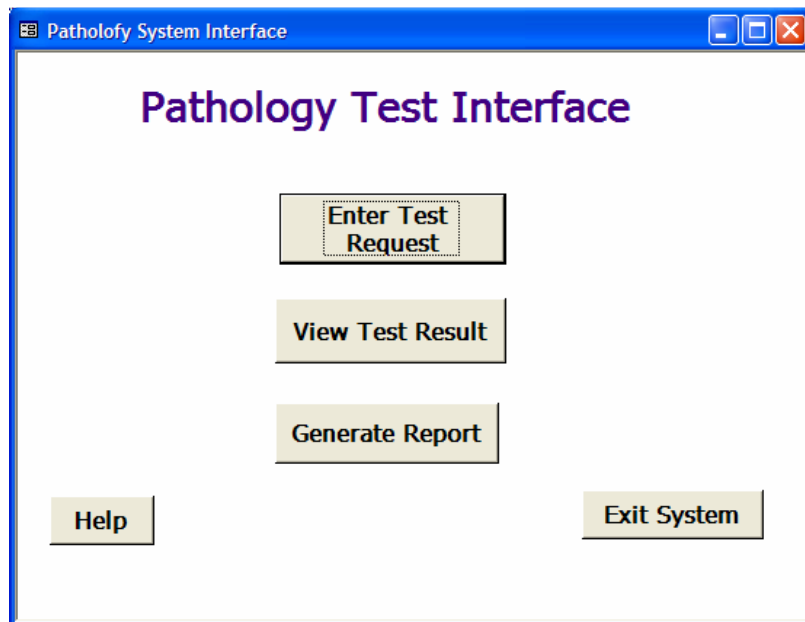 Patholofy System Interface
Pathology Test Interface
Enter Test
Request
View Test Result
Generate Report
Help
Exit System